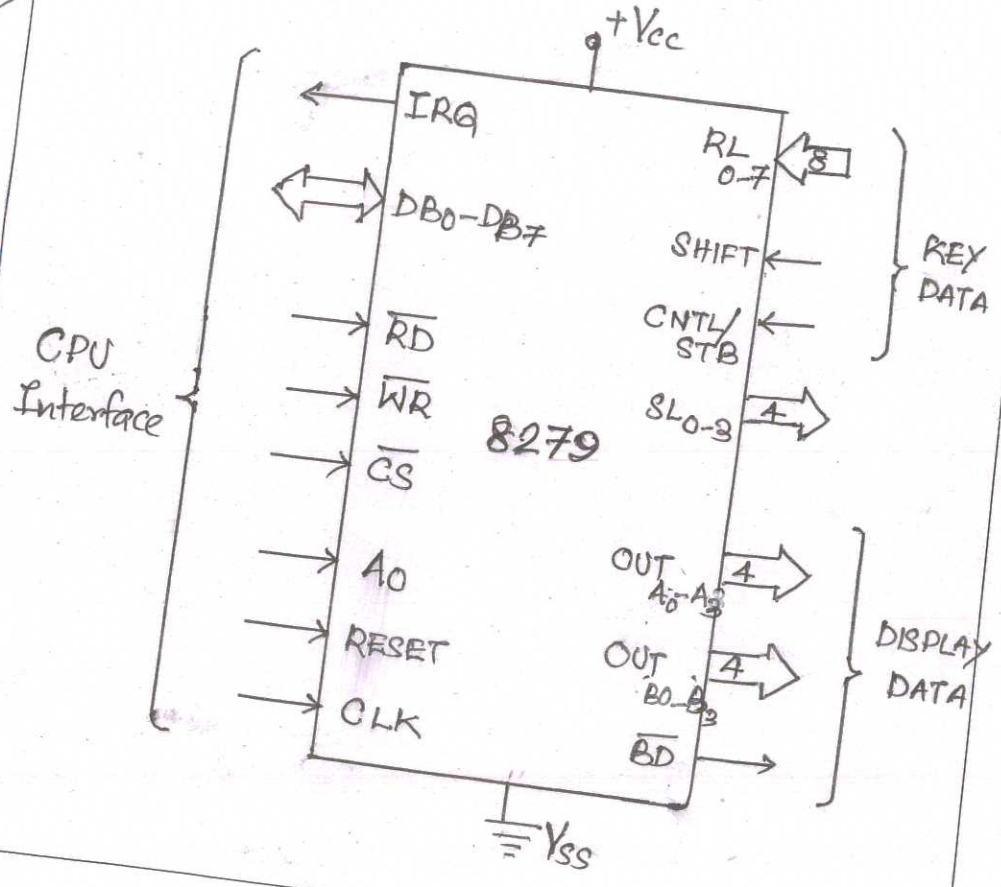 +Vcc
IRQ
DB0-DB7
RD
WR
CS
A0
RESET
CLK
CPU
Interface
8279
RL
0-7
8
SHIFT
CNTL/
STB
SL0-3
4
KEY
DATA
OUT
A0-A3
4
OUT
B0-B3
4
BD
DISPLAY
DATA
VSS